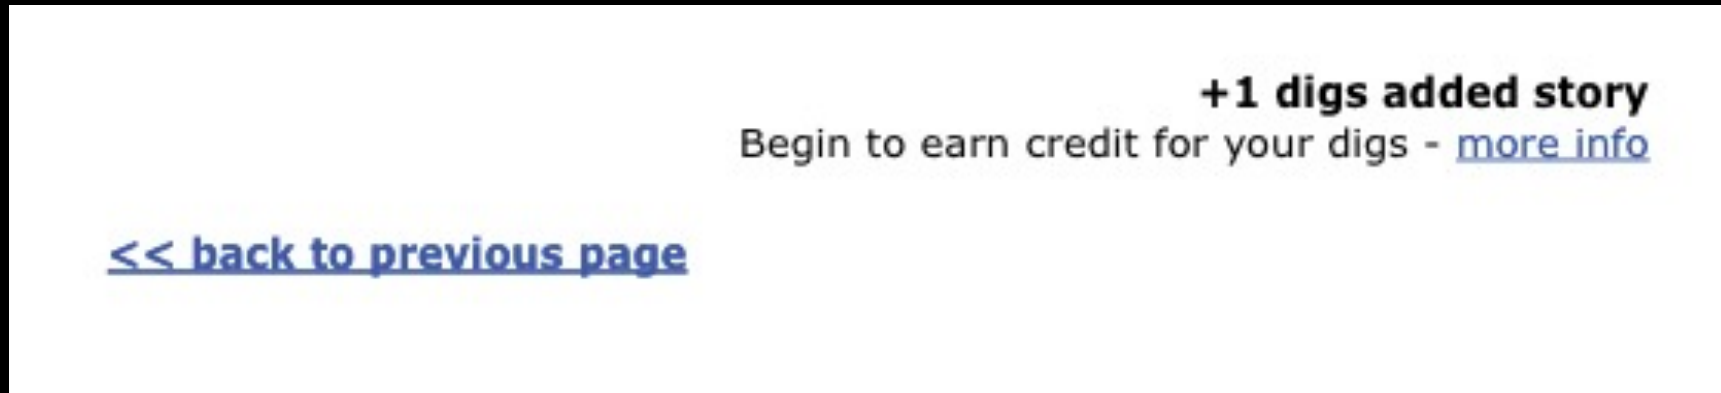 +1 digs added story
Begin to earn credit for your digs - more info
<< back to previous page